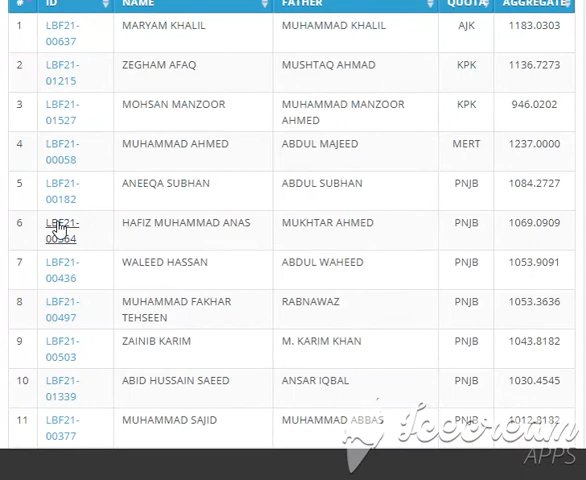 # ID NAME FATHER QUOTA AGGREGATE
1 LBF21- MARYAM KHALIL MUHAMMAD KHALIL AJK 1183.0303
00637
2 LBF21- ZEGHAM AFAQ MUSHTAQ AHMAD KPK 1136.7273
01215
3 LBF21- MOHSAN MANZOOR MUHAMMAD MANZOOR KPK 946.0202
01527 AHMED
4 LBF21- MUHAMMAD AHMED ABDUL MAJEED MERT 1237.0000
00058
5 LBF21- ANEEQA SUBHAN ABDUL SUBHAN PNJB 1084.2727
00182
6 LBF21- HAFIZ MUHAMMAD ANAS MUKHTAR AHMED PNJB 1069.0909
7 LBF21- WALEED HASSAN ABDUL WAHEED PNJB 1053.9091
00436
8 LBF21- MUHAMMAD FAKHAR RABNAWAZ PNJB 1053.3636
00497 TEHSEEN
9 LBF21- ZAINIB KARIM M. KARIM KHAN PNJB 1043.8182
00503
10 LBF21- ABID HUSSAIN SAEED ANSAR IQBAL PNJB 1030.4545
01339
11 LBF21- MUHAMMAD SAJID MUHAMMAD ABBAS PNJB 1012.8182
00377
Icecream
APPS